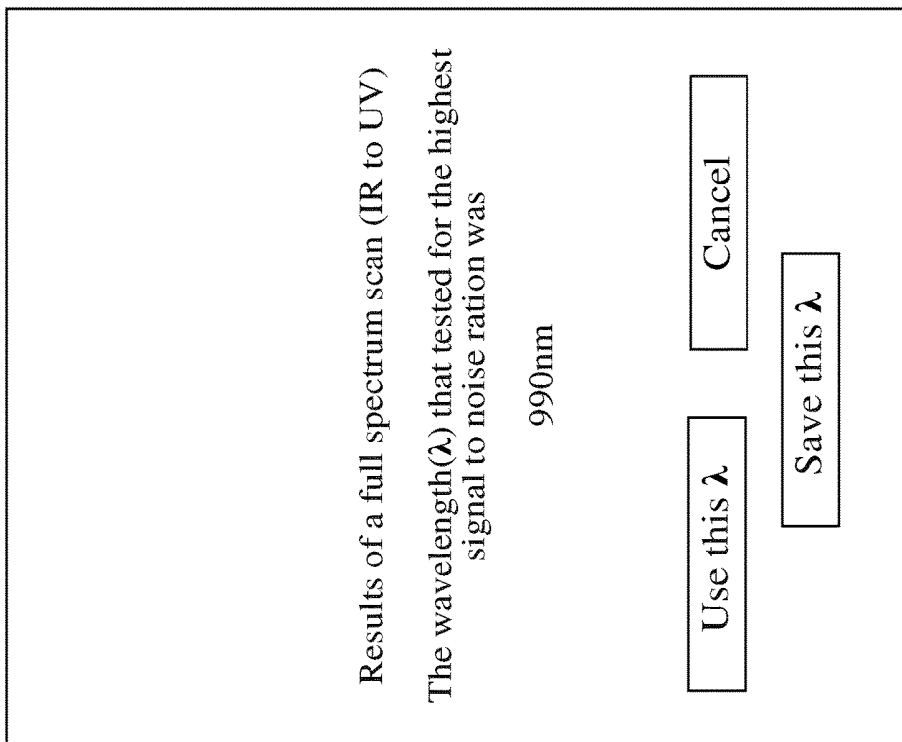 Results of a full spectrum scan (IR to UV)
The wavelength(λ) that tested for the highest
signal to noise ration was
990nm
Use this λ
Cancel
Save this λ